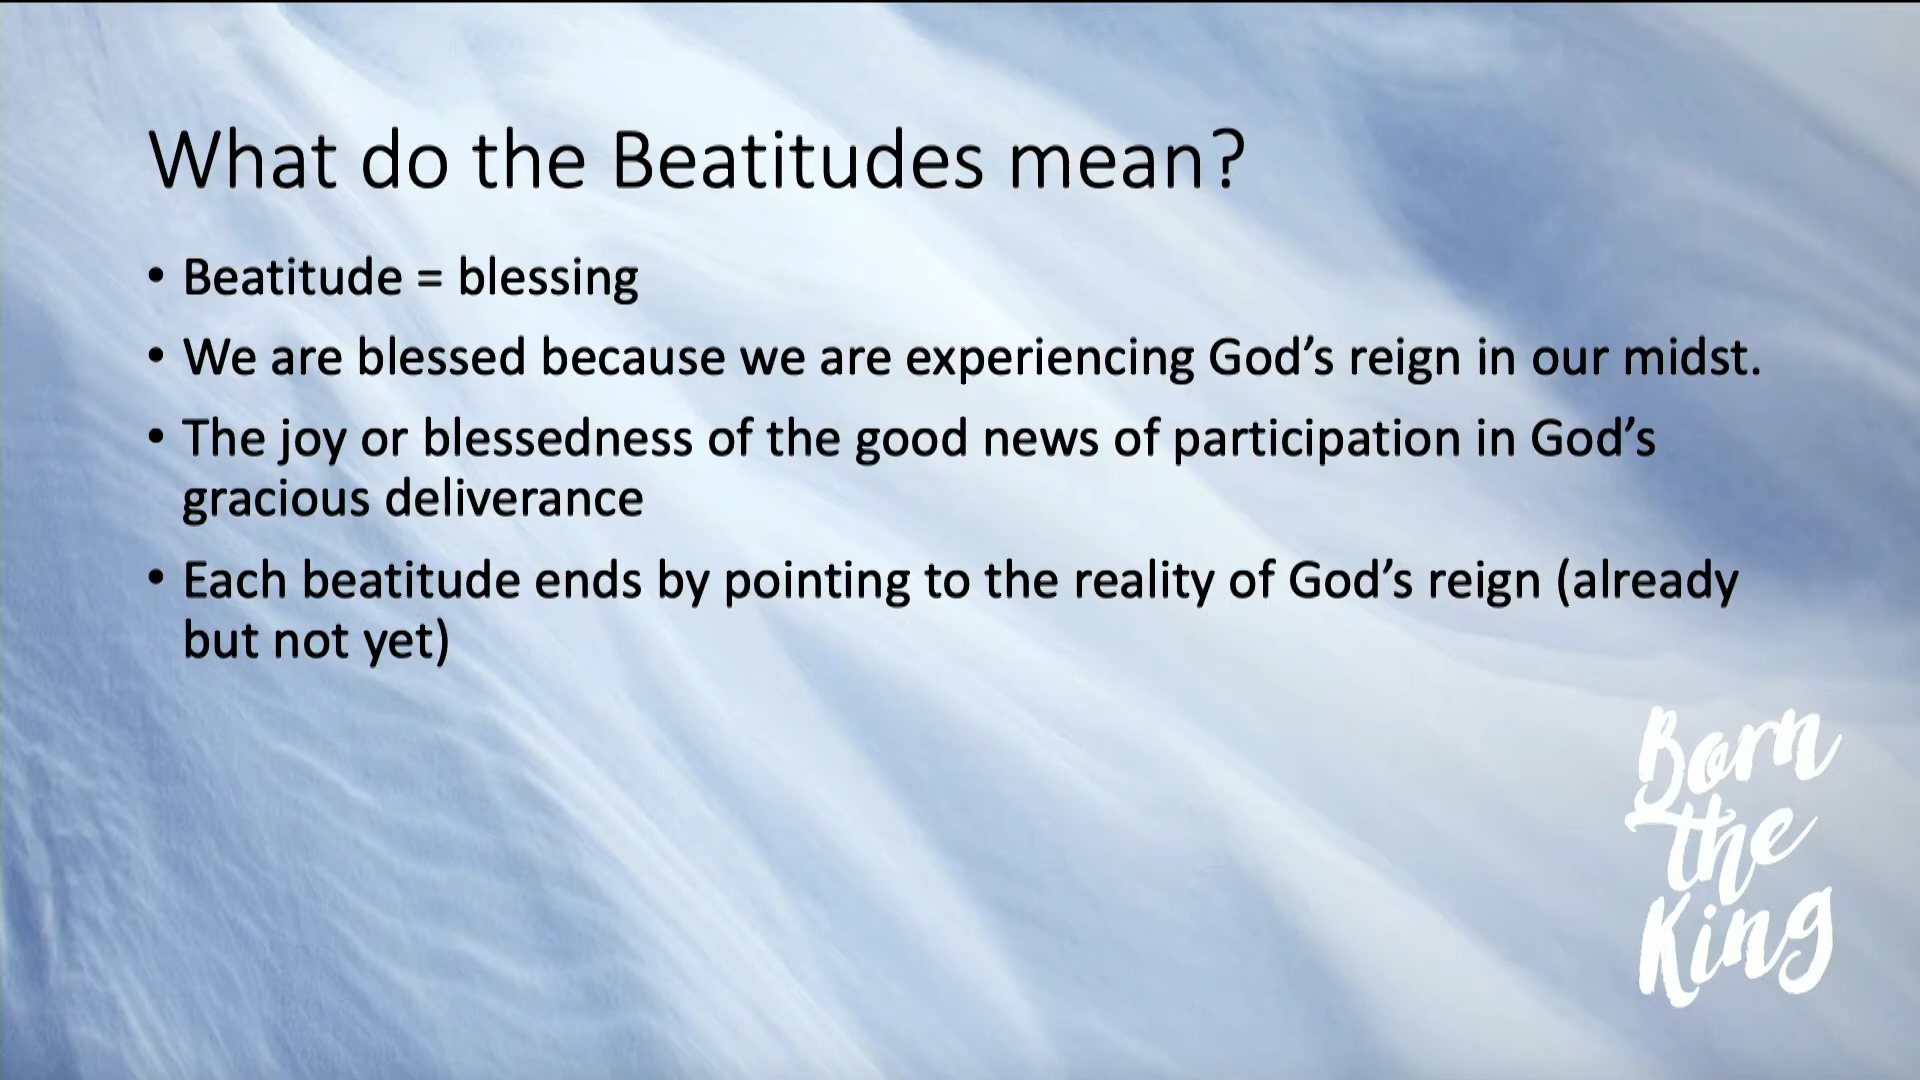 What do the Beatitudes mean?
• Beatitude = blessing
• We are blessed because we are experiencing God’s reign in our midst.
• The joy or blessedness of the good news of participation in God’s
gracious deliverance
• Each beatitude ends by pointing to the reality of God’s reign (already
but not yet)
Born
the
King